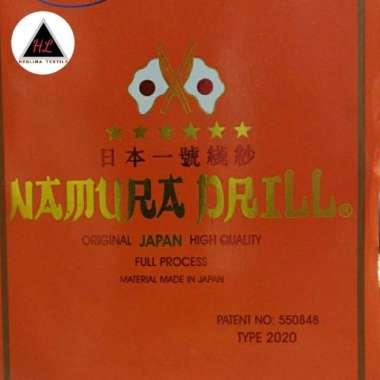 HL
HERLINA TEXTILE
日本一號綫紗
NAMURA DRILL®
ORIGINAL JAPAN HIGH QUALITY
FULL PROCESS
MATERIAL MADE IN JAPAN
PATENT NO: 550848
TYPE 2020